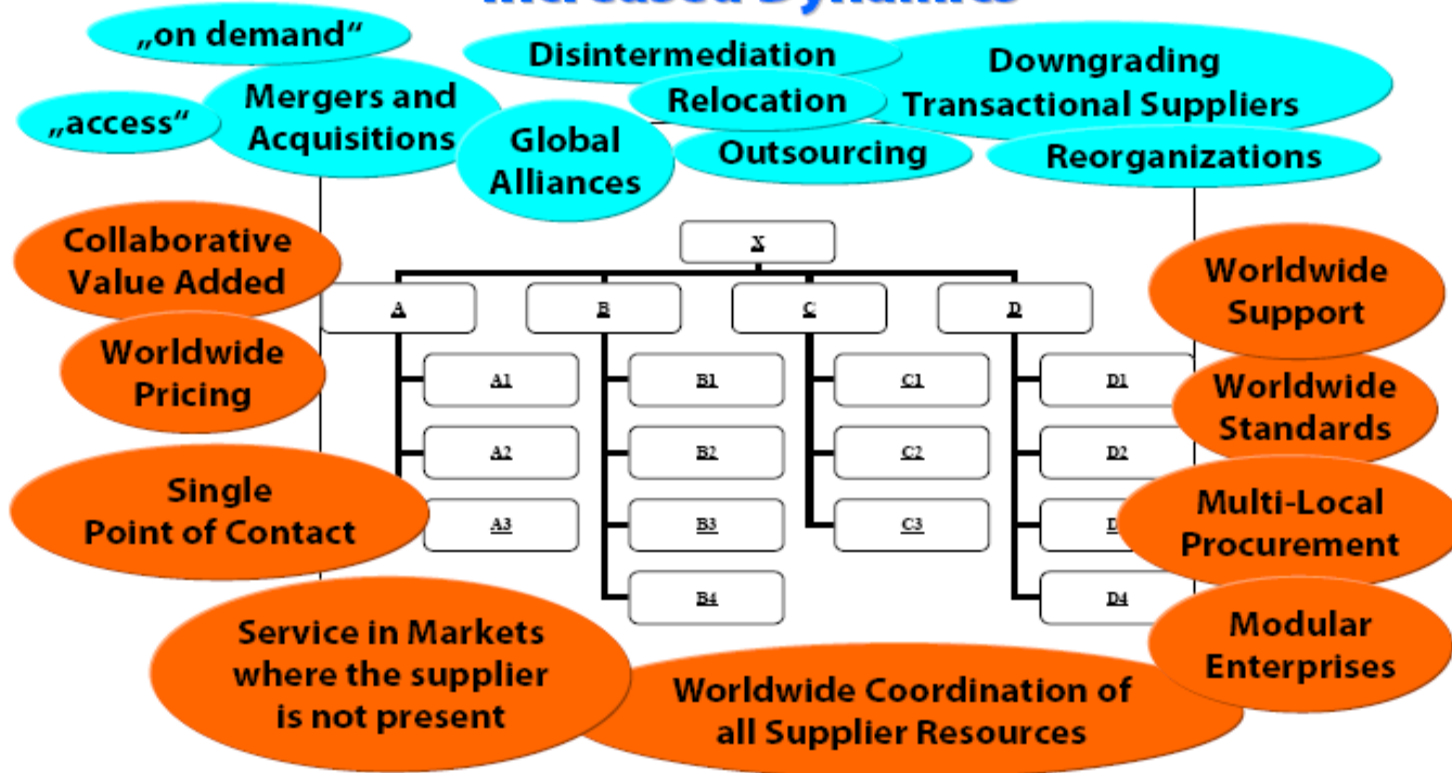 Increased Dynamics
„on demand“
Disintermediation
Downgrading
Transactional Suppliers
Mergers and
Acquisitions
Relocation
„access“
Global
Alliances
Outsourcing
Reorganizations
Collaborative
Value Added
X
Worldwide
Support
A
B
C
D
Worldwide
Pricing
A1
B1
C1
D1
Worldwide
Standards
A2
B2
C2
D2
Single
Point of Contact
A3
B3
C3
Multi-Local
Procurement
B4
D4
Service in Markets
where the supplier
is not present
Modular
Enterprises
Worldwide Coordination of
all Supplier Resources